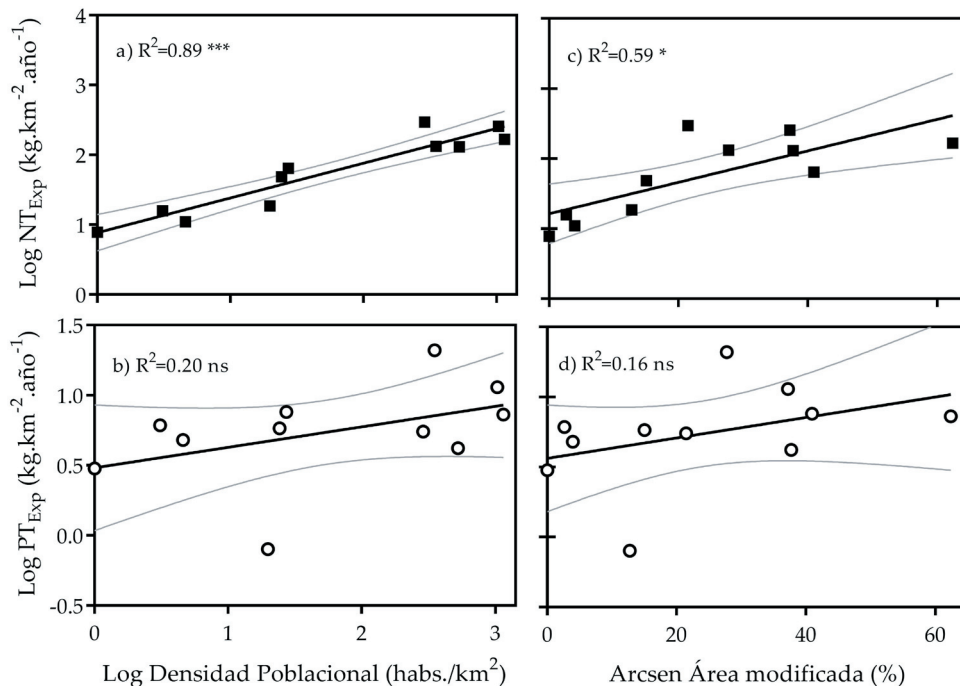 a) R²=0.89 ***
c) R²=0.59 *
Log NT_Exp (kg.km⁻².año⁻¹)
4
3
2
1
0
b) R²=0.20 ns
d) R²=0.16 ns
Log PT_Exp (kg.km⁻².año⁻¹)
1.5
1.0
0.5
0.0
-0.5
0 1 2 3
0 20 40 60
Log Densidad Poblacional (habs./km²)
Arcsen Área modificada (%)